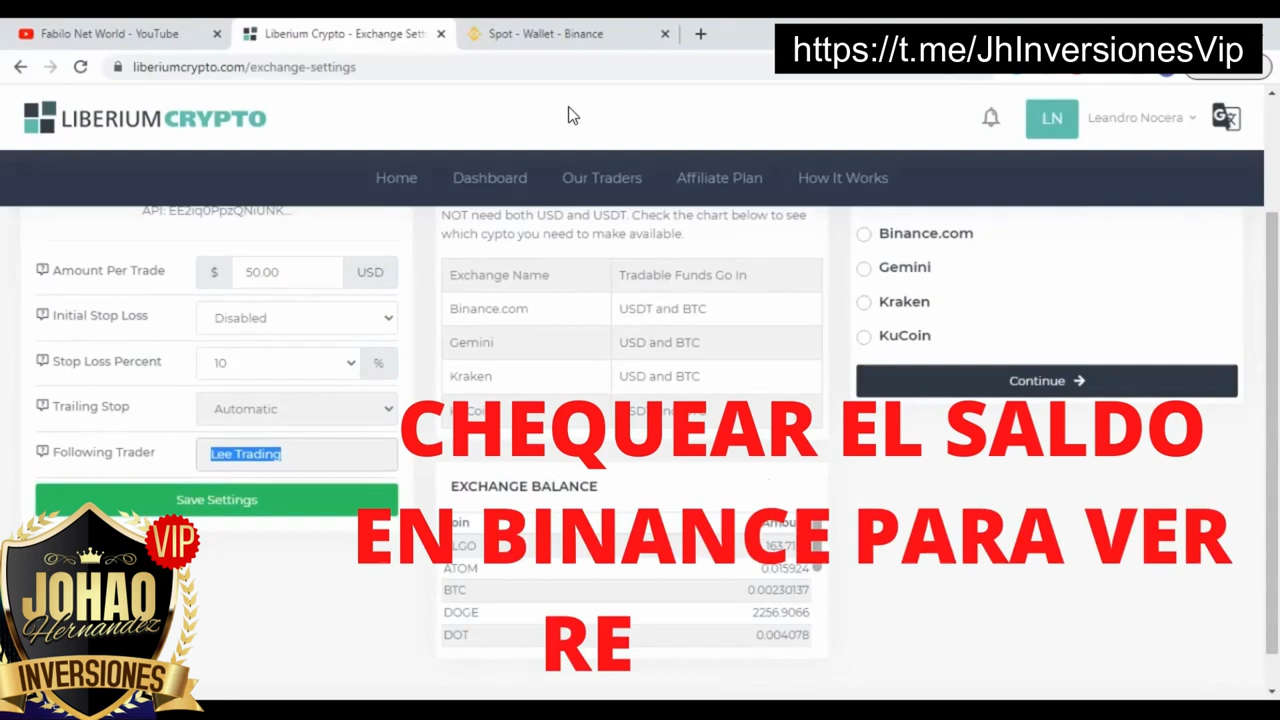 Fabilo Net World - YouTube
Liberium Crypto - Exchange Sett
Spot - Wallet - Binance
https://t.me/JhInversionesVip
liberiumcrypto.com/exchange-settings
LIBERIUM CRYPTO
LN
Leandro Nocera
Home
Dashboard
Our Traders
Affiliate Plan
How It Works
API: EE2iq0PpzQNiUNK...
Amount Per Trade
$ 50.00 USD
Initial Stop Loss
Disabled
Stop Loss Percent
10 %
Trailing Stop
Automatic
Following Trader
Lee Trading
Save Settings
NOT need both USD and USDT. Check the chart below to see
which cypto you need to make available.
Exchange Name Tradable Funds Go In
Binance.com USDT and BTC
Gemini USD and BTC
Kraken USD and BTC
EXCHANGE BALANCE
ATOM 0.015924
BTC 0.00230137
DOGE 2256.9066
DOT 0.004078
Binance.com
Gemini
Kraken
KuCoin
Continue →
CHEQUEAR EL SALDO
EN BINANCE PARA VER
RE
VIP
JOHAO
Hernandez
INVERSIONES